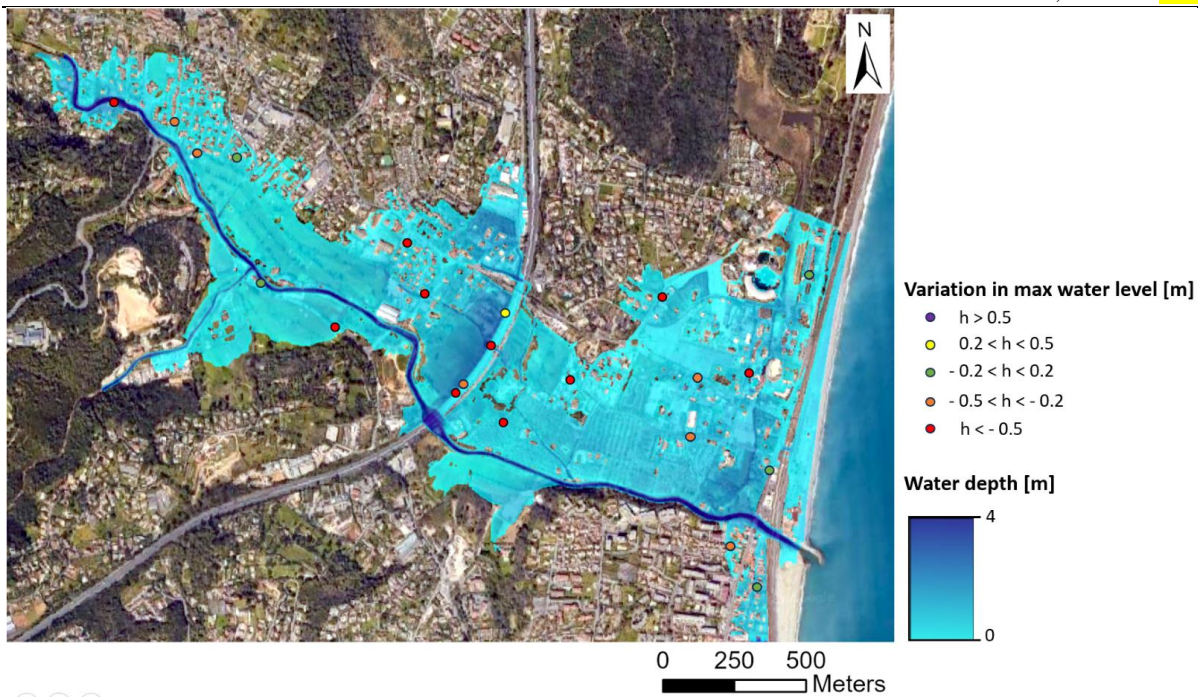 N
Variation in max water level [m]
h > 0.5
0.2 < h < 0.5
- 0.2 < h < 0.2
- 0.5 < h < - 0.2
h < - 0.5
Water depth [m]
4
0
0 250 500
Meters